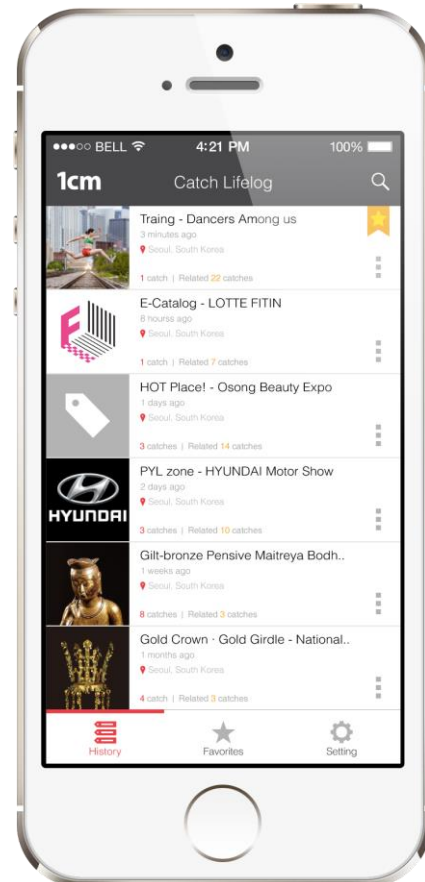 ●●●○○ BELL 4:21 PM 100%
1cm Catch Lifelog
Traing - Dancers Among us
3 minutes ago
Seoul, South Korea
1 catch | Related 22 catches
E-Catalog - LOTTE FITIN
8 hourss ago
Seoul, South Korea
1 catch | Related 7 catches
HOT Place! - Osong Beauty Expo
1 days ago
Seoul, South Korea
3 catches | Related 14 catches
HYUNDAI
PYL zone - HYUNDAI Motor Show
2 days ago
Seoul, South Korea
3 catches | Related 10 catches
Gilt-bronze Pensive Maitreya Bodh..
1 weeks ago
Seoul, South Korea
8 catches | Related 3 catches
Gold Crown · Gold Girdle - National..
1 months ago
Seoul, South Korea
4 catch | Related 3 catches
History Favorites Setting